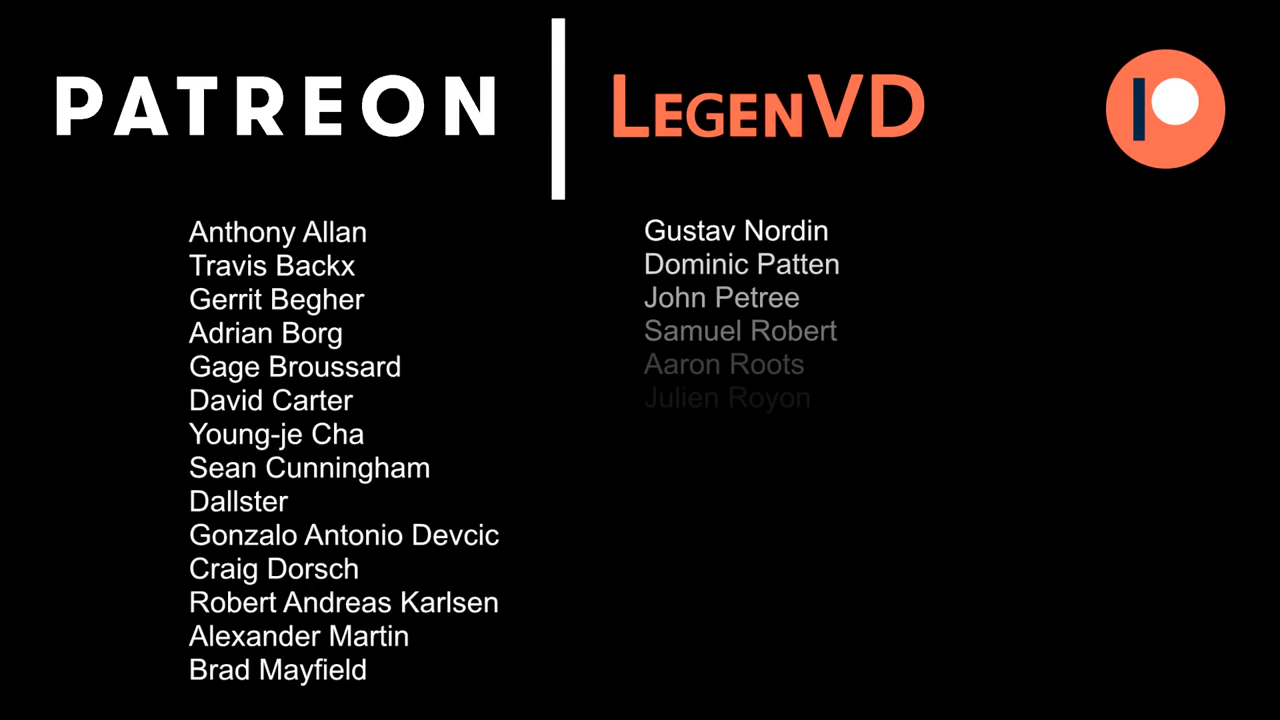 PATREON
LEGENVD
Anthony Allan
Travis Backx
Gerrit Begher
Adrian Borg
Gage Broussard
David Carter
Young-je Cha
Sean Cunningham
Dallster
Gonzalo Antonio Devcic
Craig Dorsch
Robert Andreas Karlsen
Alexander Martin
Brad Mayfield
Gustav Nordin
Dominic Patten
John Petree
Samuel Robert
Aaron Roots
Julien Royon